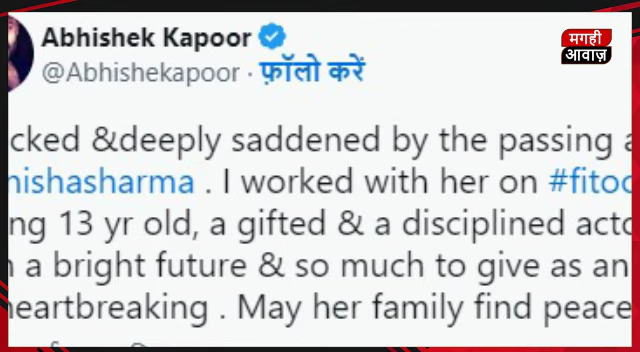 Abhishek Kapoor
मगही
आवाज़
@Abhishekapoor · फ़ॉलो करें
cked &deeply saddened by the passing a
nishasharma . I worked with her on #fitoo
ng 13 yr old, a gifted & a disciplined acto
a bright future & so much to give as an
heartbreaking . May her family find peace